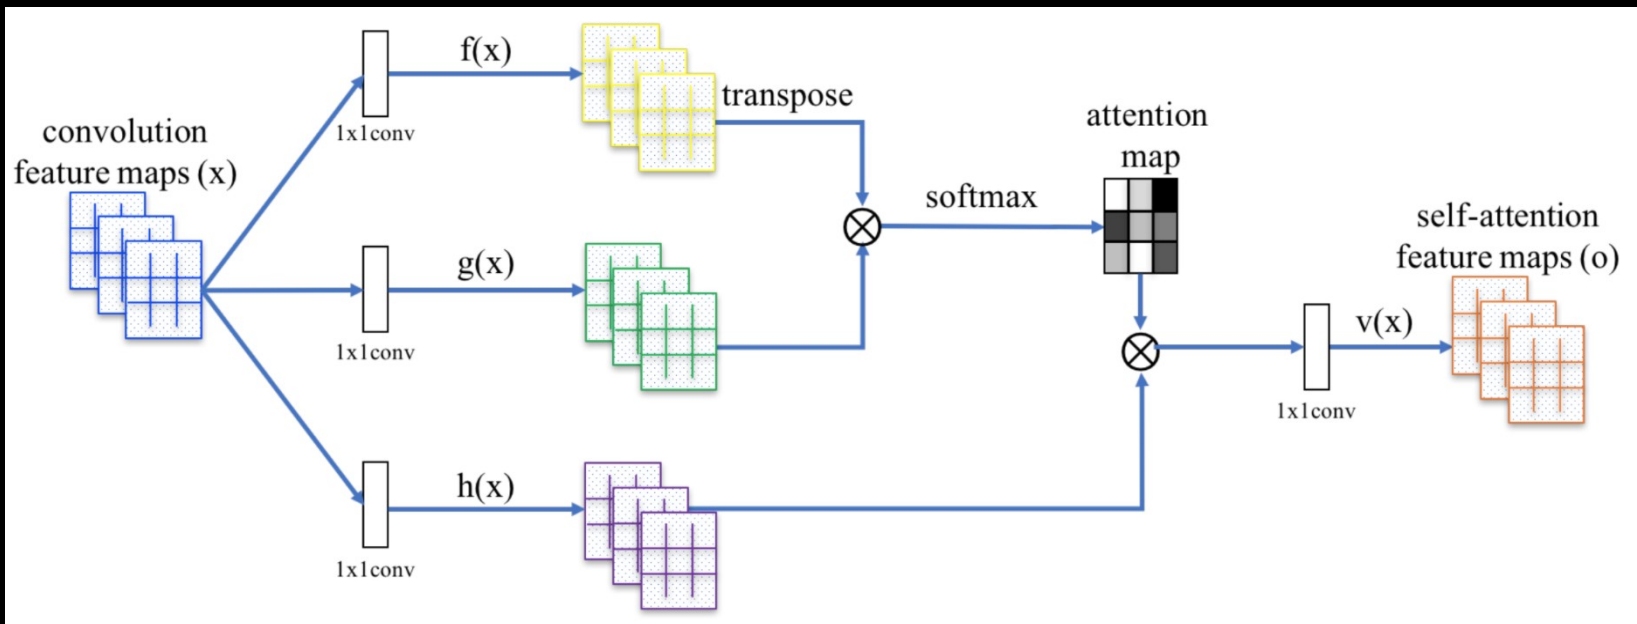 convolution
feature maps (x)
1x1conv
f(x)
transpose
1x1conv
g(x)
1x1conv
h(x)
softmax
attention
map
1x1conv
v(x)
self-attention
feature maps (o)